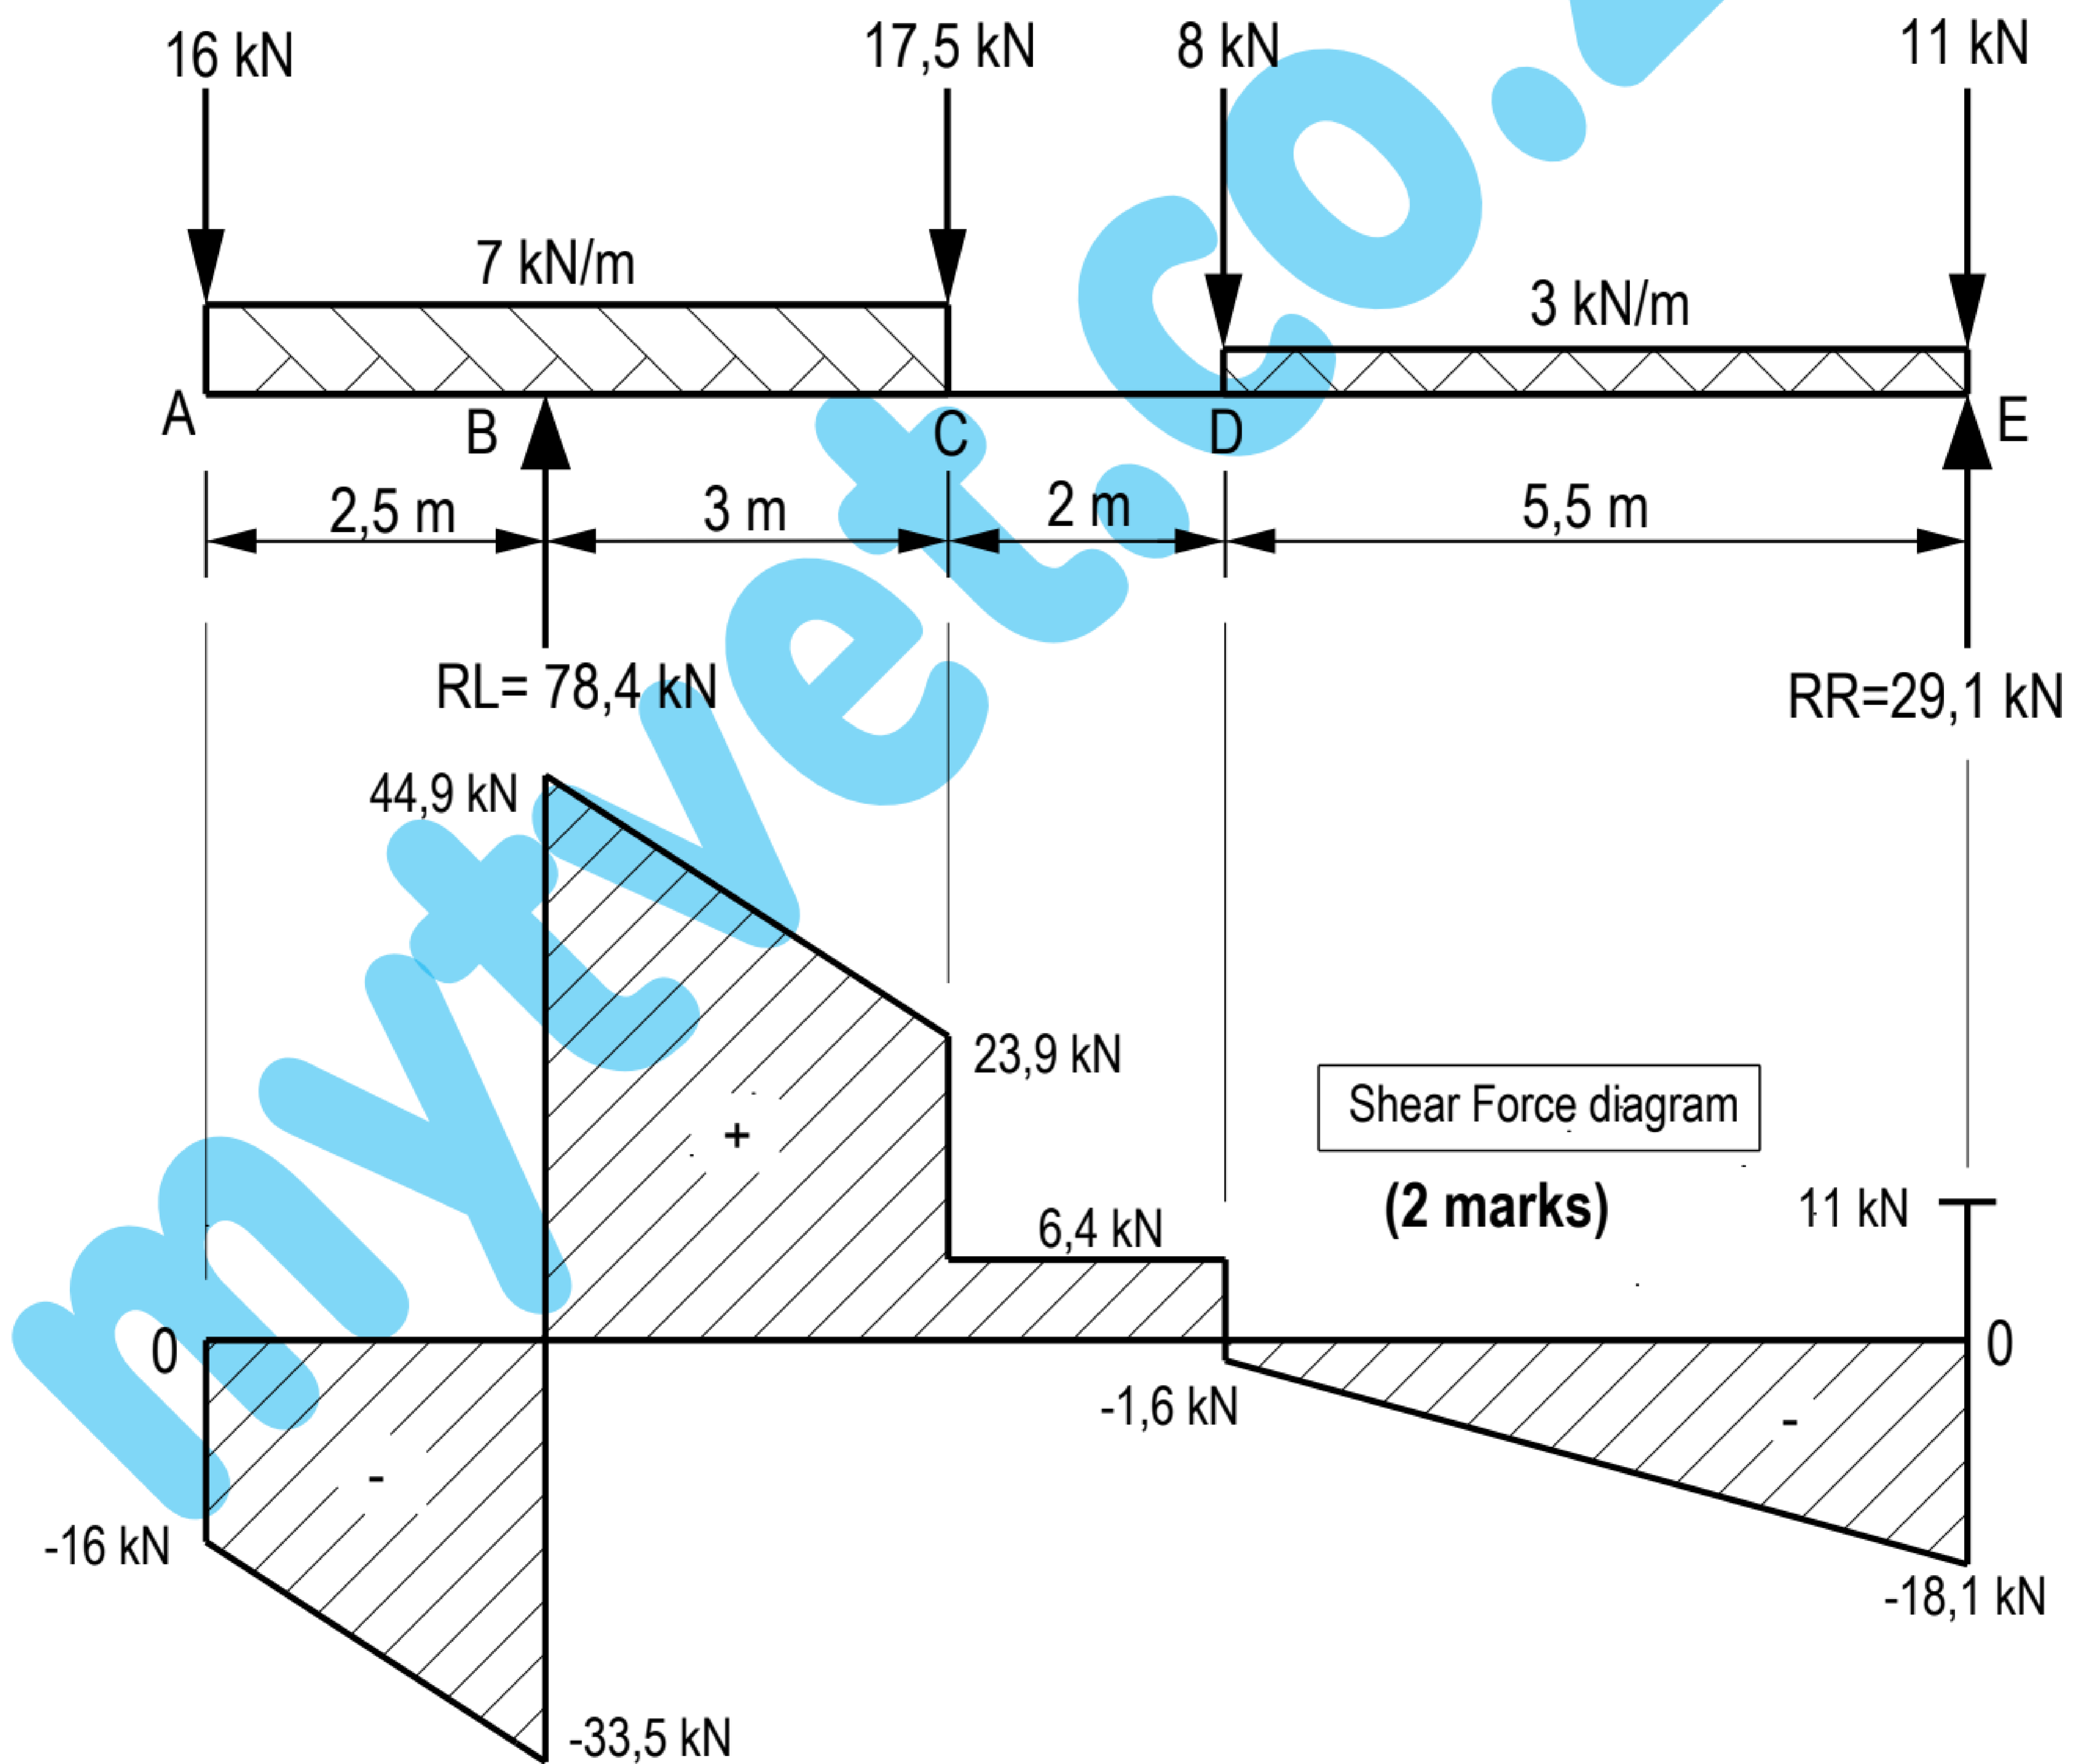 16 kN
17,5 kN
8 kN
11 kN
7 kN/m
3 kN/m
A
B
C
D
E
2,5 m
3 m
2 m
5,5 m
RL= 78,4 kN
RR=29,1 kN
44,9 kN
23,9 kN
+
Shear Force diagram
(2 marks)
11 kN
6,4 kN
0
0
-1,6 kN
-
-
-16 kN
-18,1 kN
-33,5 kN
mytvet.co.